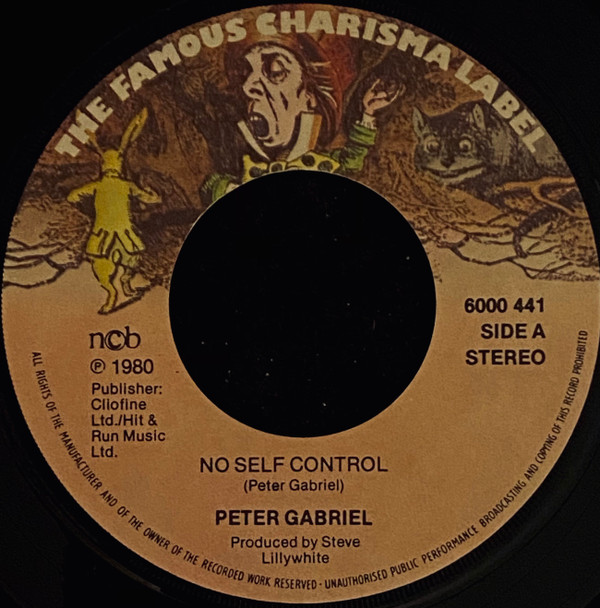 THE FAMOUS CHARISMA LABEL
6000 441
SIDE A
STEREO
ncb
℗ 1980
Publisher:
Cliofine
Ltd./Hit &
Run Music
Ltd.
NO SELF CONTROL
(Peter Gabriel)
PETER GABRIEL
Produced by Steve
Lillywhite
ALL RIGHTS OF THE MANUFACTURER AND OF THE OWNER OF THE RECORDED WORK RESERVED · UNAUTHORISED PUBLIC PERFORMANCE BROADCASTING AND COPYING OF THIS RECORD PROHIBITED